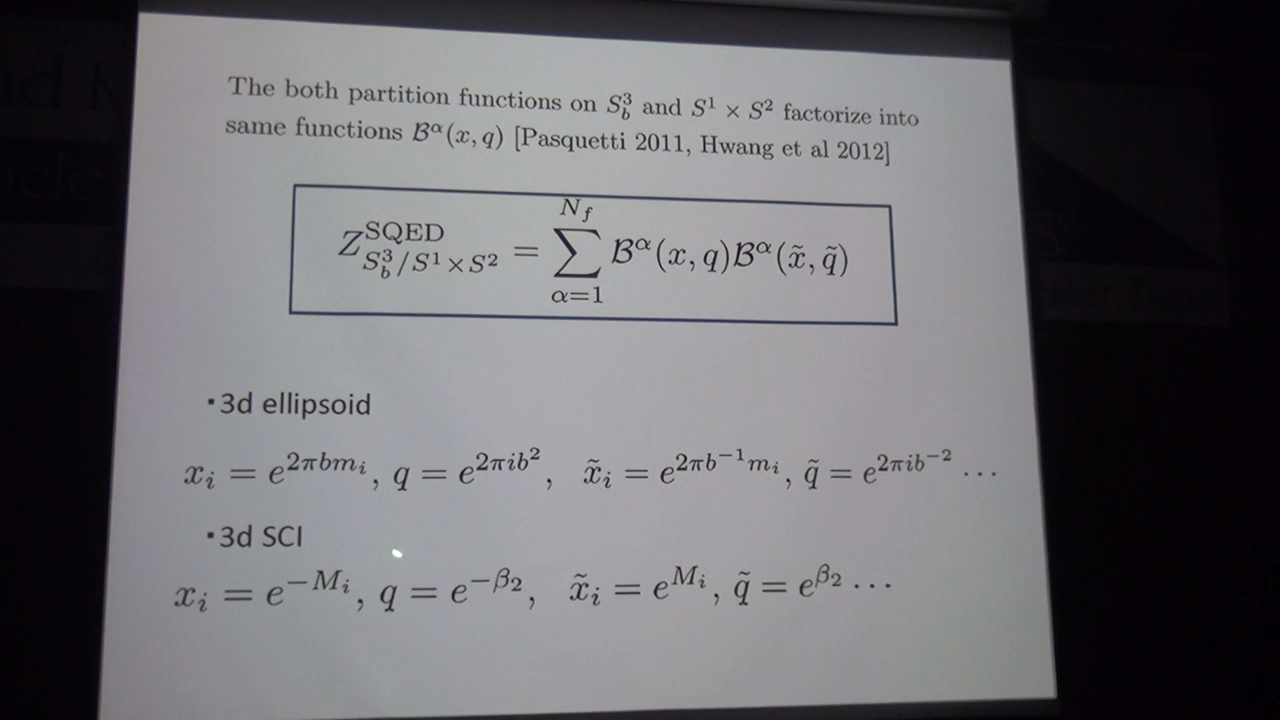 The both partition functions on $S_b^3$ and $S^1 \times S^2$ factorize into
same functions $\mathcal{B}^\alpha(x, q)$ [Pasquetti 2011, Hwang et al 2012]
$Z^{\mathrm{SQED}}_{S_b^3/S^1 \times S^2} = \sum_{\alpha=1}^{N_f} \mathcal{B}^\alpha(x, q) \mathcal{B}^\alpha(\tilde{x}, \tilde{q})$
・3d ellipsoid
$x_i = e^{2\pi b m_i}, q = e^{2\pi i b^2}, \quad \tilde{x}_i = e^{2\pi b^{-1} m_i}, \tilde{q} = e^{2\pi i b^{-2}} \cdots$
・3d SCI
$x_i = e^{-M_i}, q = e^{-\beta_2}, \quad \tilde{x}_i = e^{M_i}, \tilde{q} = e^{\beta_2} \cdots$